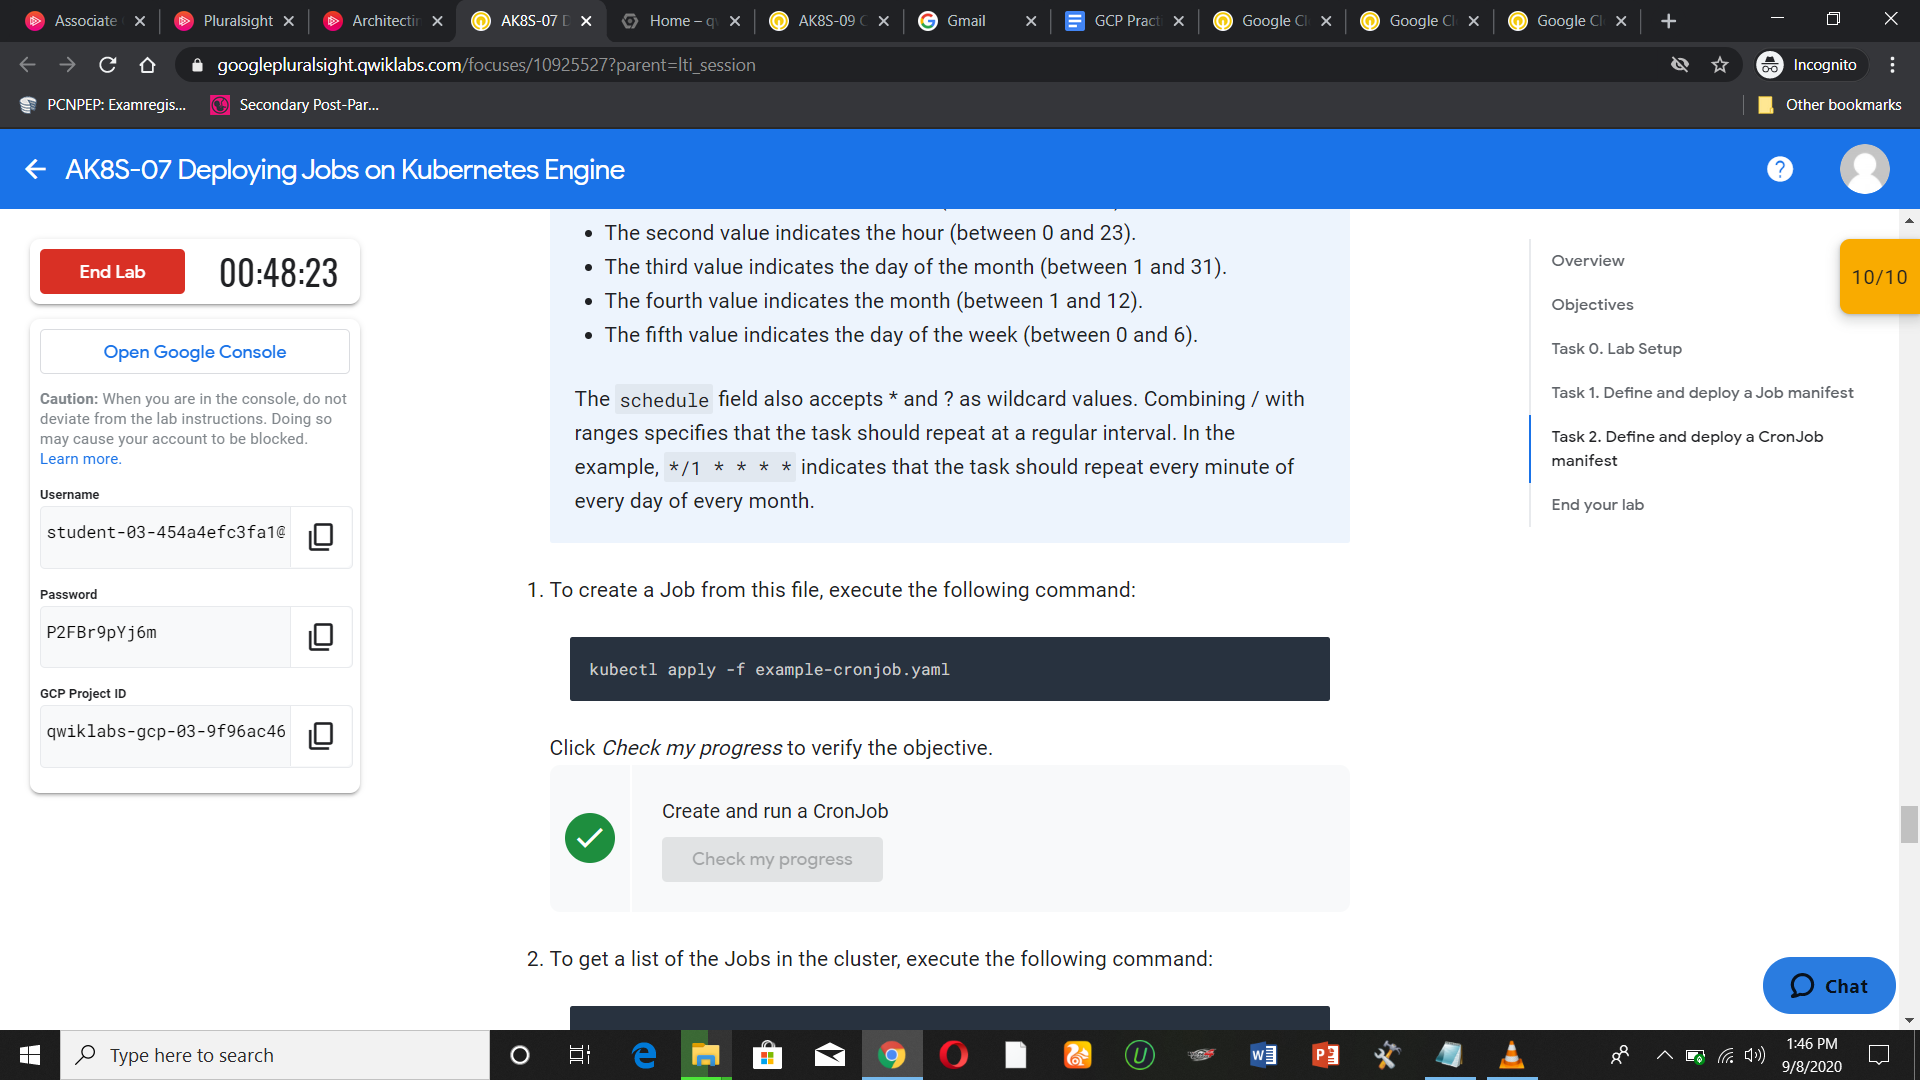 Associate
Pluralsight
Architectin
AK8S-07 D
Home – qw
AK8S-09 C
Gmail
GCP Pract
Google Cl
Google Cl
Google Cl
googlepluralsight.qwiklabs.com/focuses/10925527?parent=lti_session
Incognito
PCNPEP: Examregis...
Secondary Post-Par...
Other bookmarks
AK8S-07 Deploying Jobs on Kubernetes Engine
End Lab
00:48:23
Open Google Console
Caution: When you are in the console, do not
deviate from the lab instructions. Doing so
may cause your account to be blocked.
Learn more.
Username
student-03-454a4efc3fa1@
Password
P2FBr9pYj6m
GCP Project ID
qwiklabs-gcp-03-9f96ac46
• The second value indicates the hour (between 0 and 23).
• The third value indicates the day of the month (between 1 and 31).
• The fourth value indicates the month (between 1 and 12).
• The fifth value indicates the day of the week (between 0 and 6).
The schedule field also accepts * and ? as wildcard values. Combining / with
ranges specifies that the task should repeat at a regular interval. In the
example, */1 * * * * indicates that the task should repeat every minute of
every day of every month.
1. To create a Job from this file, execute the following command:
kubectl apply -f example-cronjob.yaml
Click Check my progress to verify the objective.
Create and run a CronJob
Check my progress
2. To get a list of the Jobs in the cluster, execute the following command:
Overview
Objectives
Task 0. Lab Setup
Task 1. Define and deploy a Job manifest
Task 2. Define and deploy a CronJob
manifest
End your lab
10/10
Chat
Type here to search
1:46 PM
9/8/2020